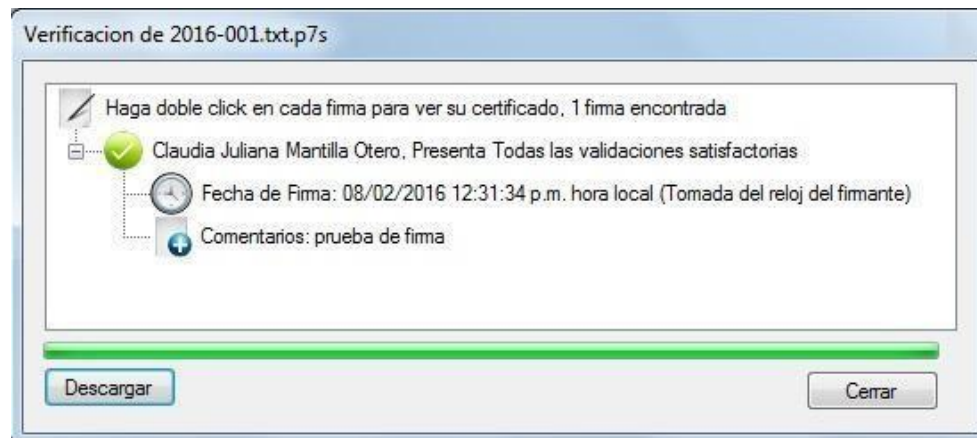 Verificacion de 2016-001.txt.p7s
Haga doble click en cada firma para ver su certificado, 1 firma encontrada
Claudia Juliana Mantilla Otero, Presenta Todas las validaciones satisfactorias
Fecha de Firma: 08/02/2016 12:31:34 p.m. hora local (Tomada del reloj del firmante)
Comentarios: prueba de firma
Descargar
Cerrar